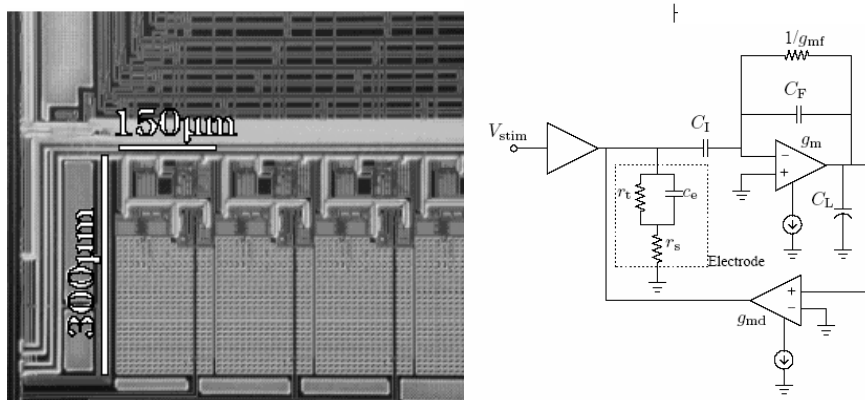 150µm
300µm
1/g_mf
C_F
V_stim
C_I
g_m
−
+
r_t
c_e
C_L
r_s
Electrode
+
−
g_md